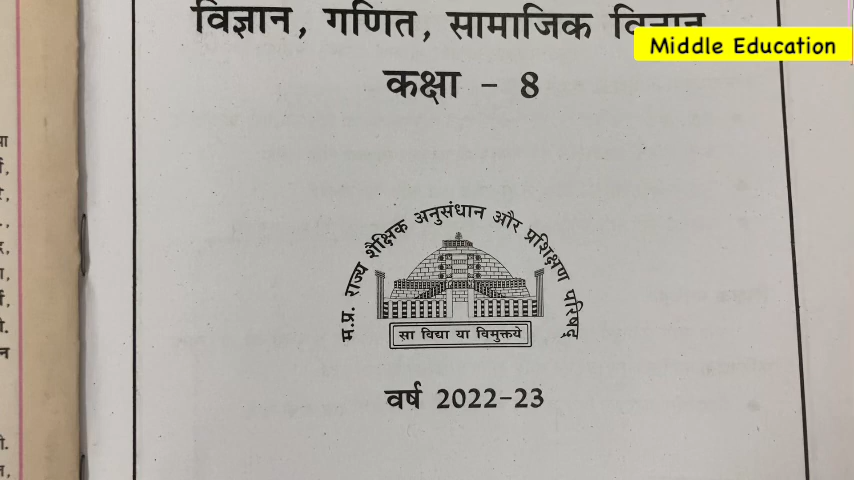 विज्ञान, गणित, सामाजिक विज्ञान
Middle Education
कक्षा - 8
म.प्र. राज्य शैक्षिक अनुसंधान और प्रशिक्षण परिषद्
सा विद्या या विमुक्तये
वर्ष 2022-23